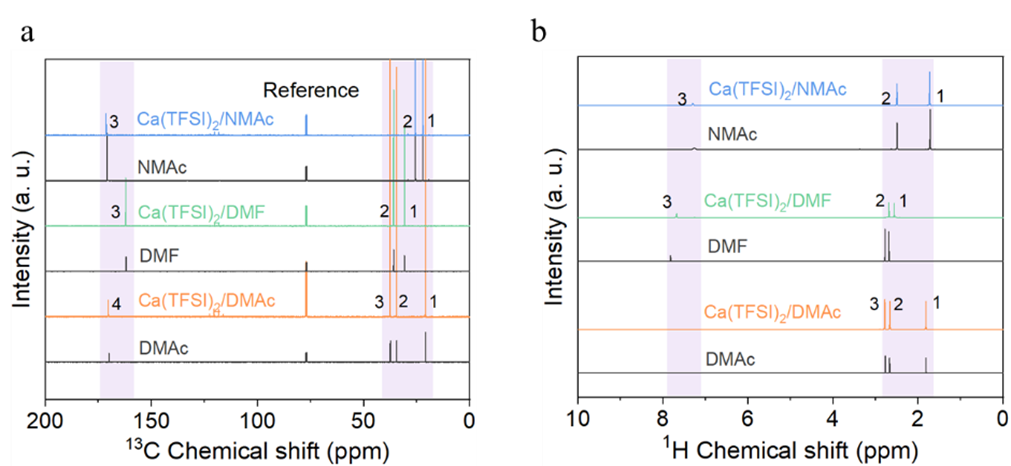 a
Intensity (a. u.)
Reference
3 Ca(TFSI)2/NMAc 2 1
NMAc
3 Ca(TFSI)2/DMF 2 1
DMF
4 Ca(TFSI)2/DMAc 3 2 1
DMAc
200 150 100 50 0
13C Chemical shift (ppm)
b
Intensity (a. u.)
3 Ca(TFSI)2/NMAc 2 1
NMAc
3 Ca(TFSI)2/DMF 2 1
DMF
Ca(TFSI)2/DMAc 3 2 1
DMAc
10 8 6 4 2 0
1H Chemical shift (ppm)